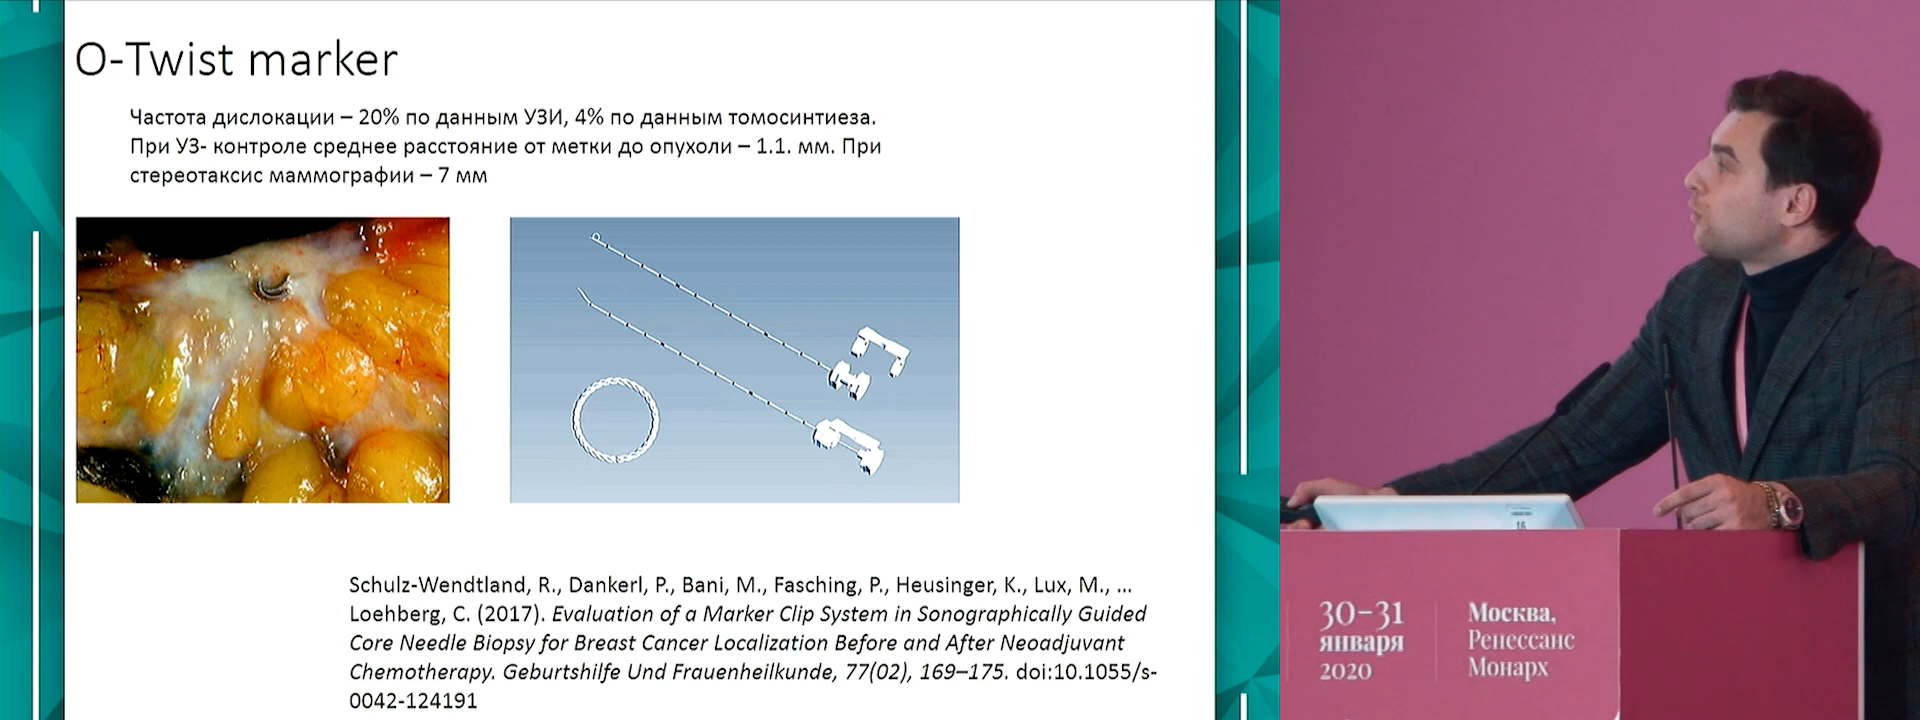 O-Twist marker
Частота дислокации – 20% по данным УЗИ, 4% по данным томосинтиеза.
При УЗ- контроле среднее расстояние от метки до опухоли – 1.1. мм. При
стереотаксис маммографии – 7 мм
Schulz-Wendtland, R., Dankerl, P., Bani, M., Fasching, P., Heusinger, K., Lux, M., ...
Loehberg, C. (2017). Evaluation of a Marker Clip System in Sonographically Guided
Core Needle Biopsy for Breast Cancer Localization Before and After Neoadjuvant
Chemotherapy. Geburtshilfe Und Frauenheilkunde, 77(02), 169–175. doi:10.1055/s-
0042-124191
16
30–31
января
2020
Москва,
Ренессанс
Монарх